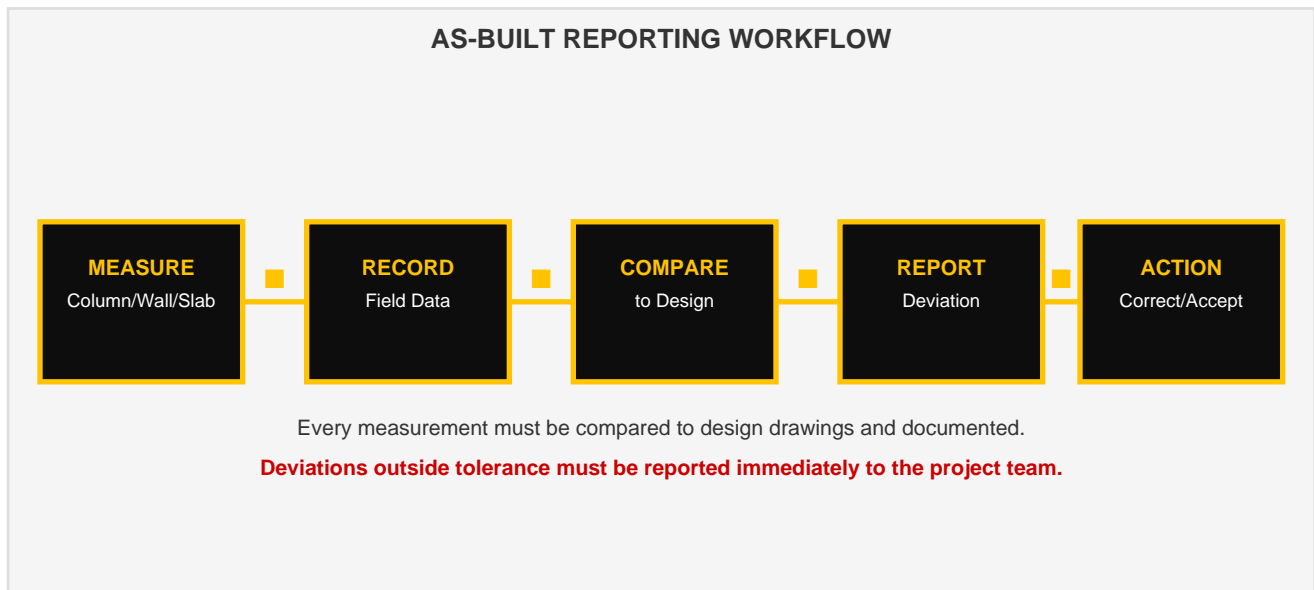 AS-BUILT REPORTING WORKFLOW
MEASURE
Column/Wall/Slab
RECORD
Field Data
COMPARE
to Design
REPORT
Deviation
ACTION
Correct/Accept
Every measurement must be compared to design drawings and documented.
Deviations outside tolerance must be reported immediately to the project team.